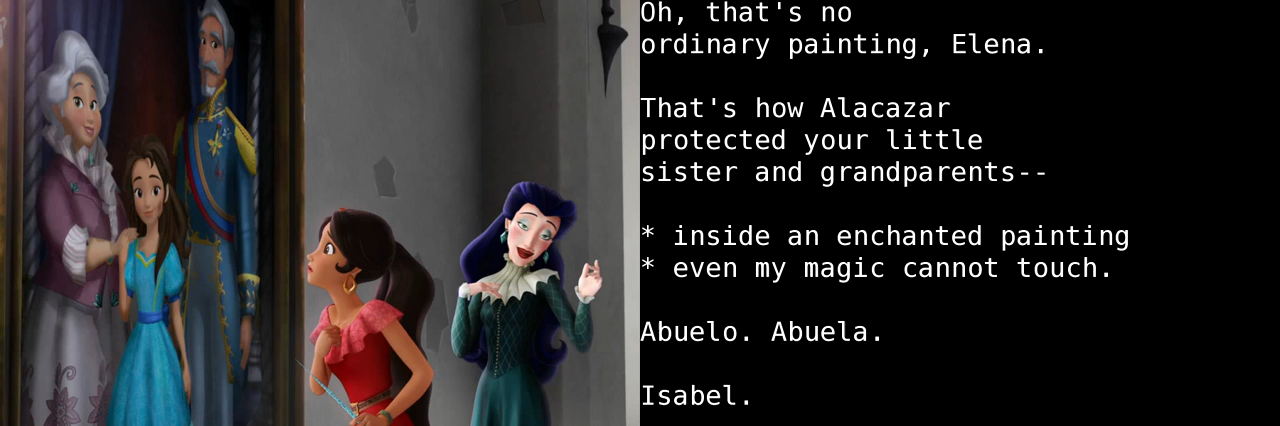 Oh, that's no
ordinary painting, Elena.
That's how Alacazar
protected your little
sister and grandparents--
* inside an enchanted painting
* even my magic cannot touch.
Abuelo. Abuela.
Isabel.